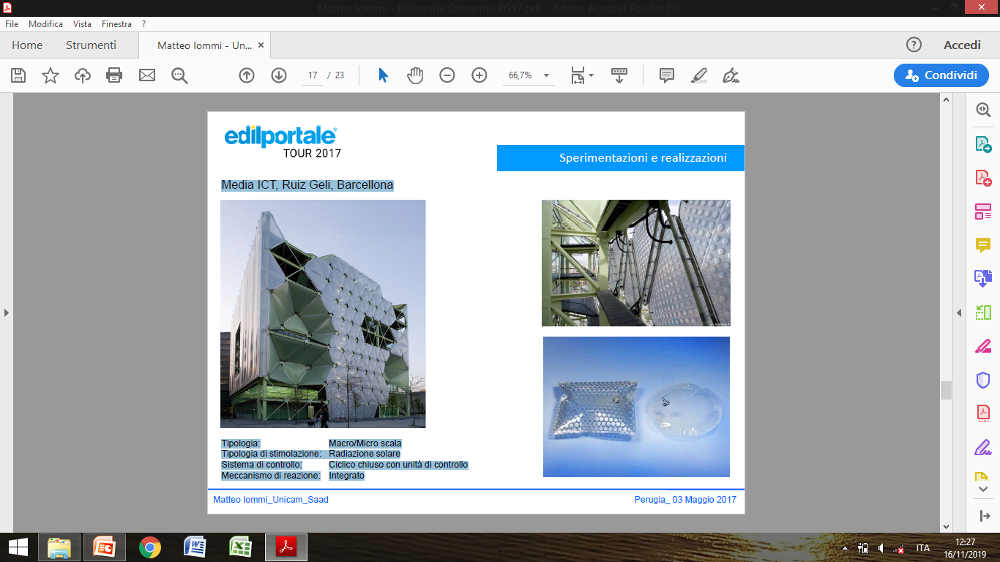 Matteo Iommi - Universita Camerino PG17.pdf - Adobe Acrobat Reader DC
File Modifica Vista Finestra ?
Home Strumenti Matteo Iommi - Un... × Accedi
17 / 23 66,7% Condividi
edilportale®
TOUR 2017
Sperimentazioni e realizzazioni
Media ICT, Ruiz Geli, Barcellona
Tipologia: Macro/Micro scala
Tipologia di stimolazione: Radiazione solare
Sistema di controllo: Ciclico chiuso con unità di controllo
Meccanismo di reazione: Integrato
Matteo Iommi_Unicam_Saad Perugia_ 03 Maggio 2017
ITA
12:27
16/11/2019